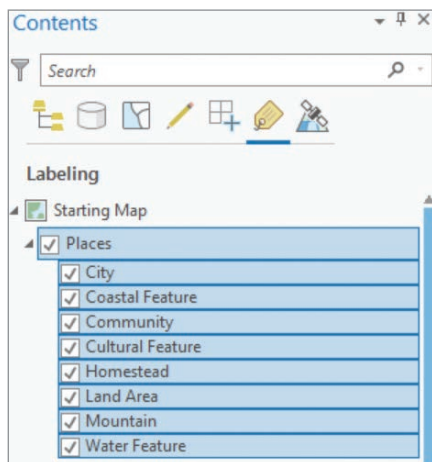 Contents
Search
Labeling
Starting Map
Places
City
Coastal Feature
Community
Cultural Feature
Homestead
Land Area
Mountain
Water Feature